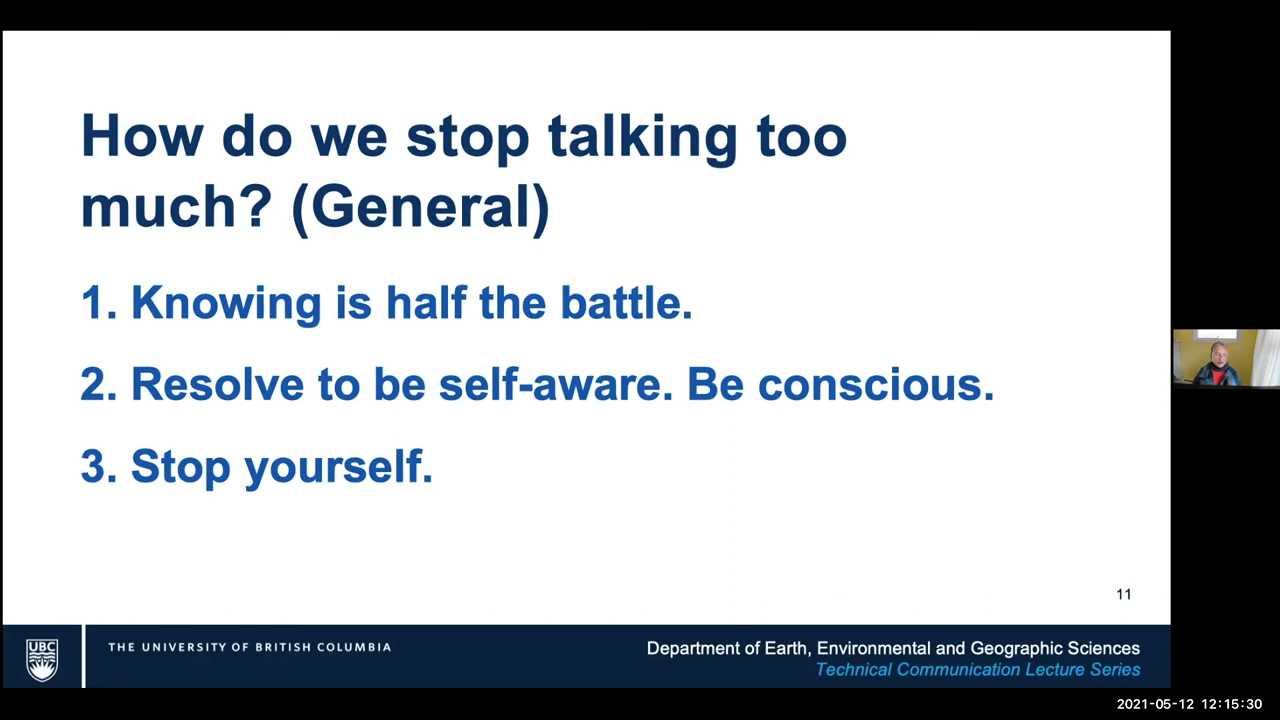 How do we stop talking too
much? (General)
1. Knowing is half the battle.
2. Resolve to be self-aware. Be conscious.
3. Stop yourself.
11
UBC
THE UNIVERSITY OF BRITISH COLUMBIA
Department of Earth, Environmental and Geographic Sciences
Technical Communication Lecture Series
2021-05-12 12:15:30